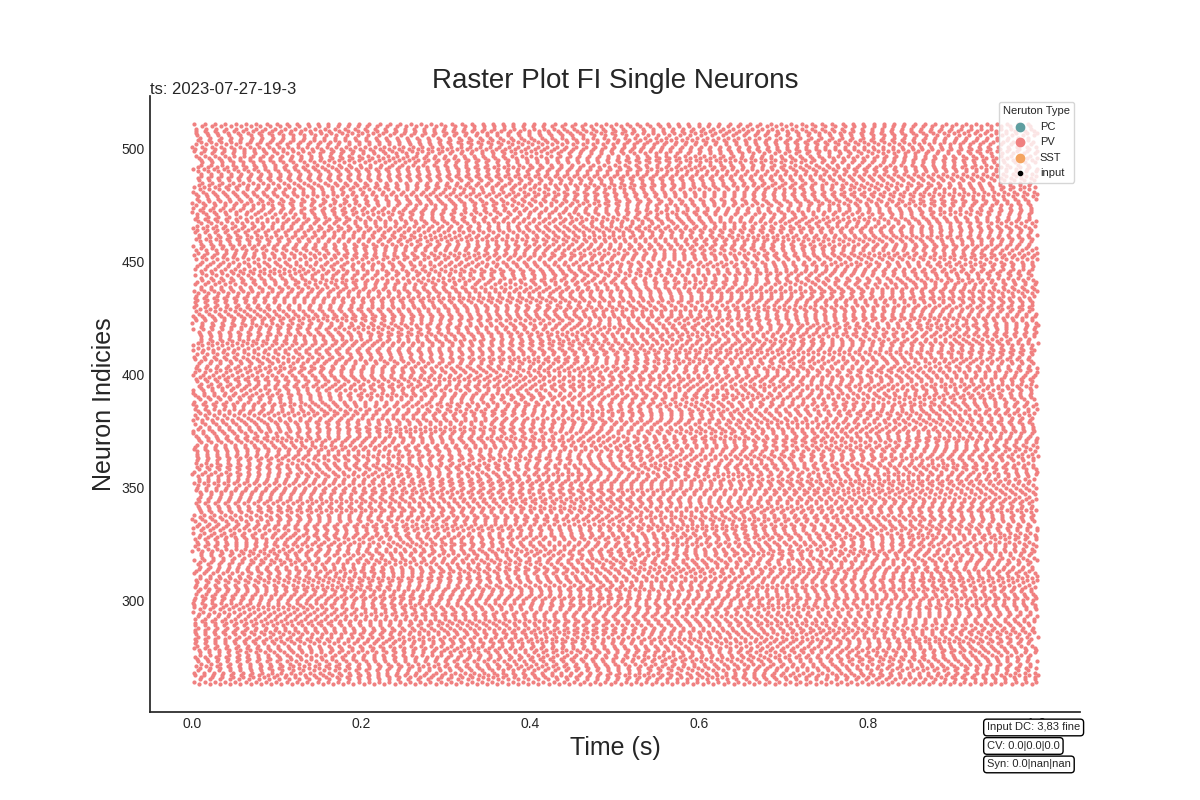 Raster Plot FI Single Neurons
ts: 2023-07-27-19-3
Neruton Type
PC
PV
SST
input
500
450
400
350
300
Neuron Indicies
0.0 0.2 0.4 0.6 0.8
Time (s)
Input DC: 3,83 fine
CV: 0.0|0.0|0.0
Syn: 0.0|nan|nan